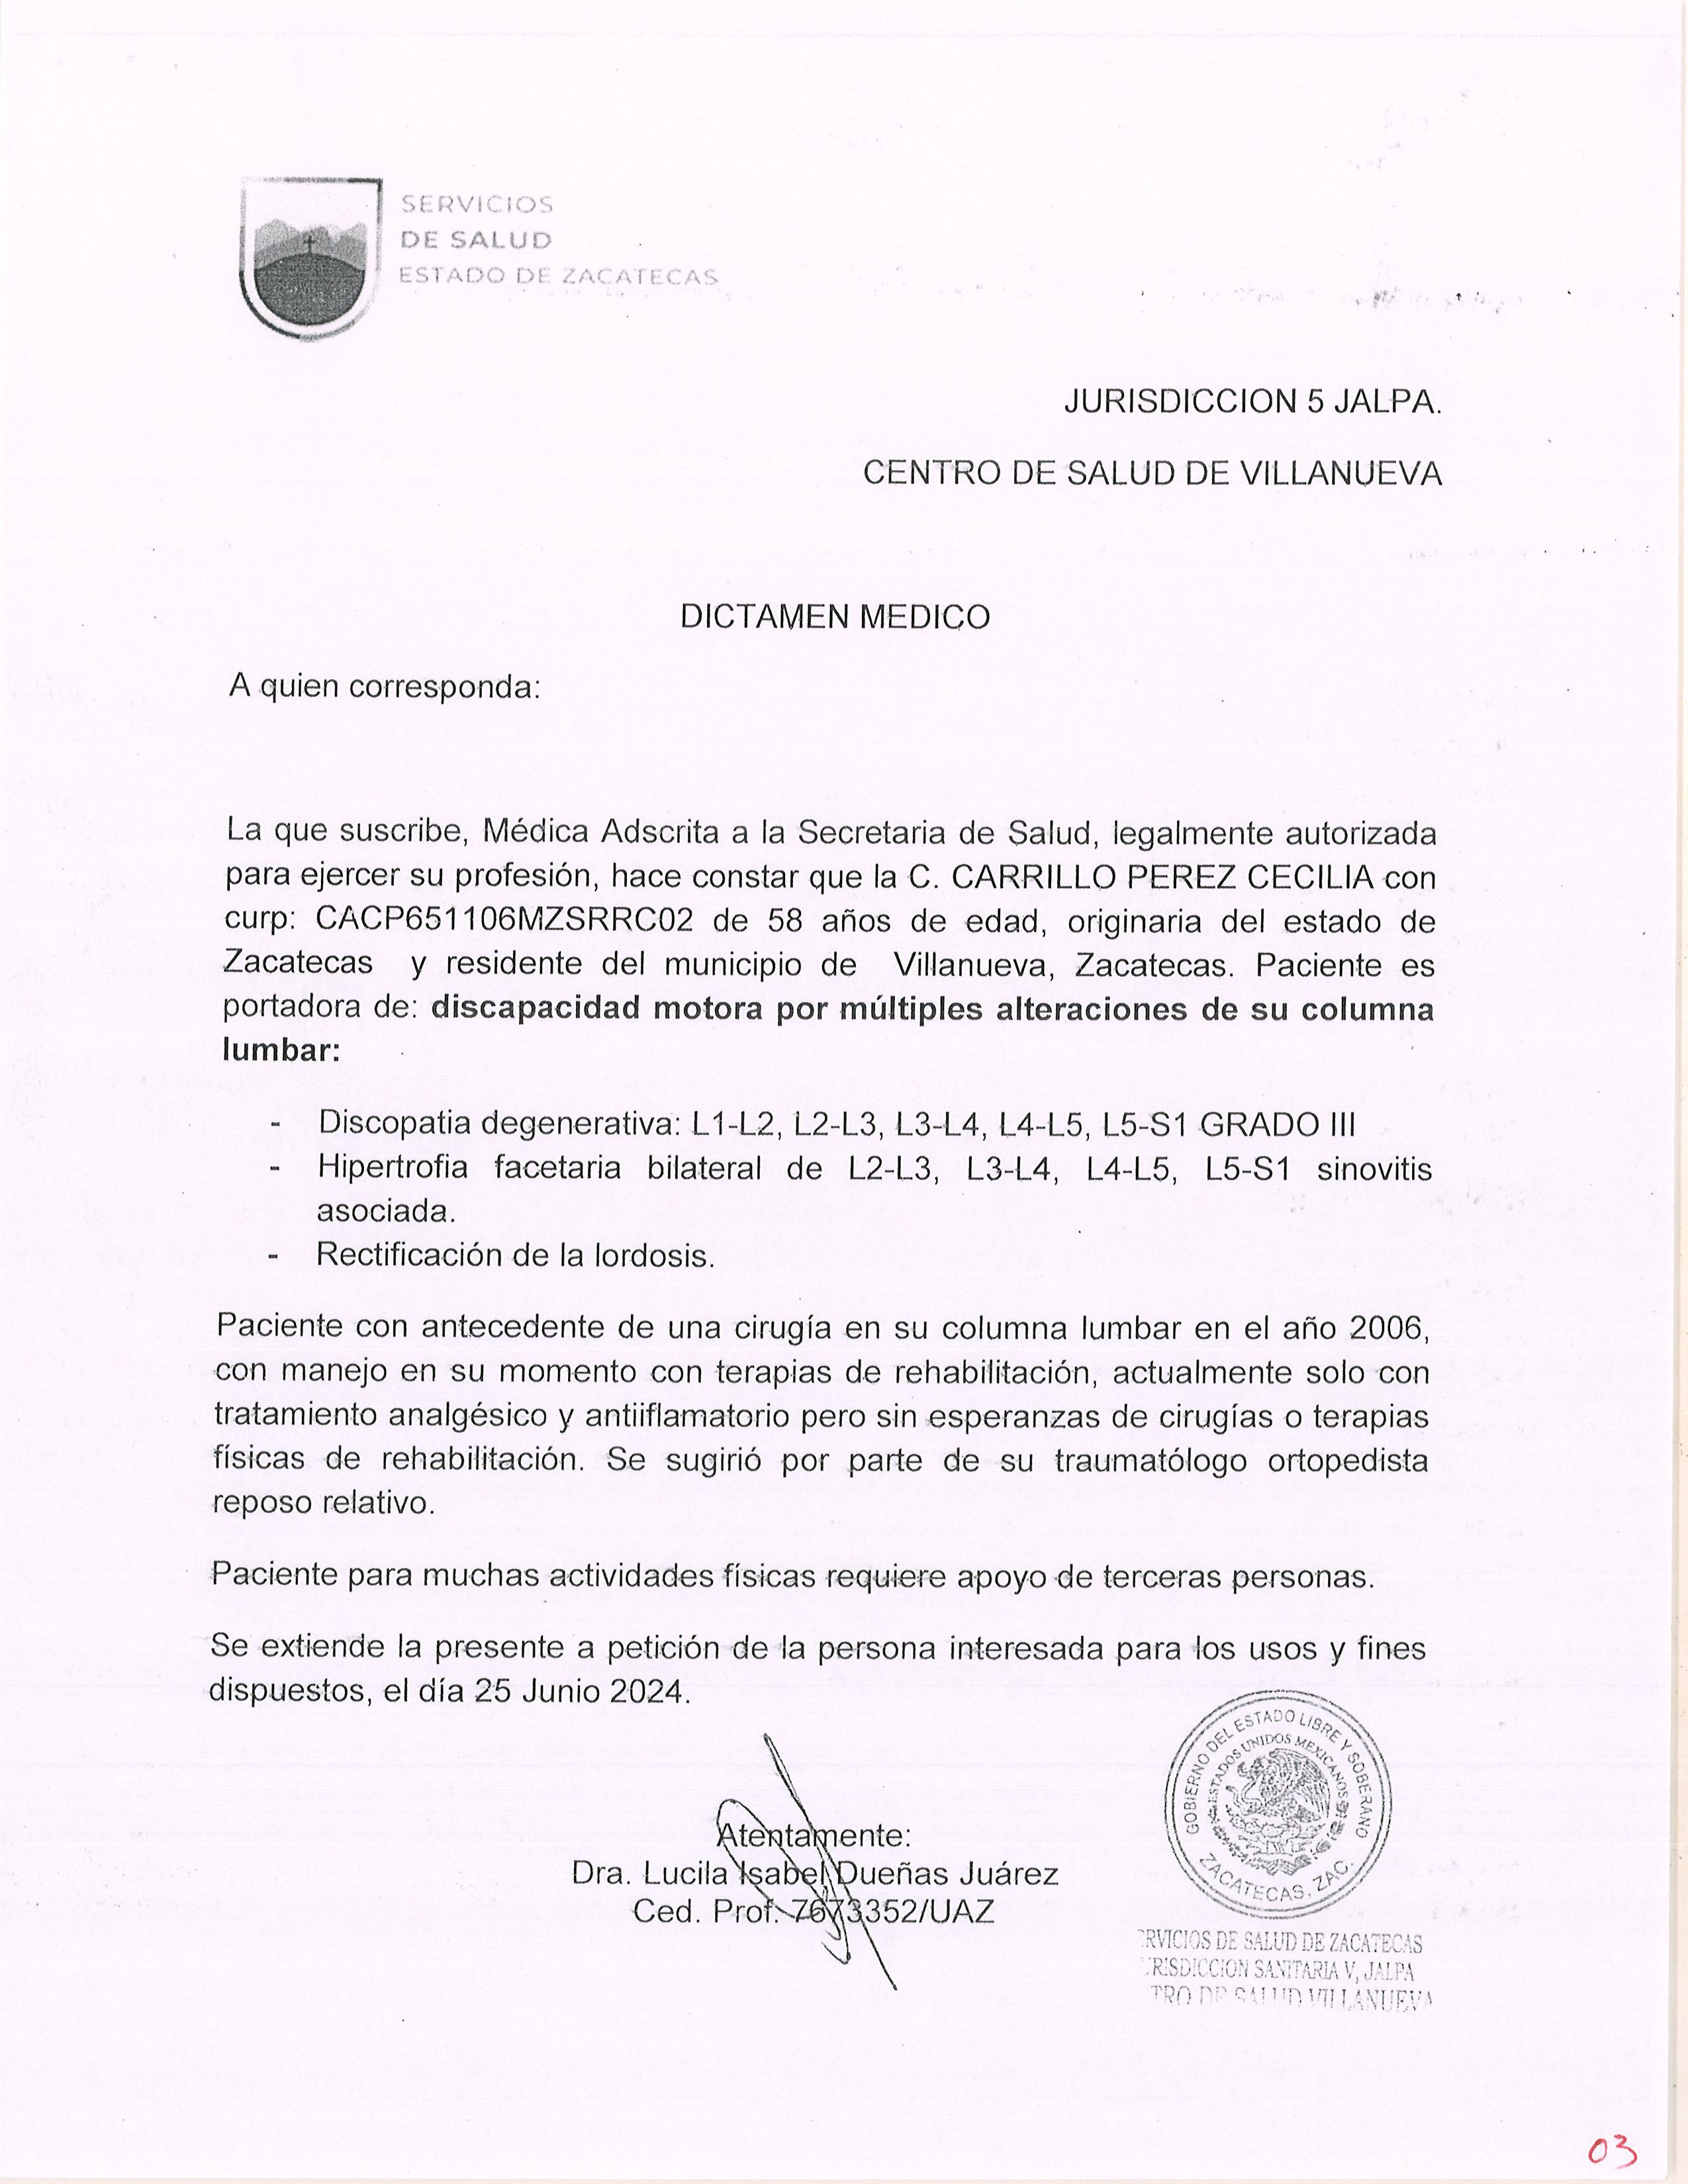 SERVICIOS
DE SALUD
ESTADO DE ZACATECAS
JURISDICCION 5 JALPA.
CENTRO DE SALUD DE VILLANUEVA
DICTAMEN MEDICO
A quien corresponda:
La que suscribe, Médica Adscrita a la Secretaria de Salud, legalmente autorizada
para ejercer su profesión, hace constar que la C. CARRILLO PEREZ CECILIA con
curp: CACP651106MZSRRC02 de 58 años de edad, originaria del estado de
Zacatecas y residente del municipio de Villanueva, Zacatecas. Paciente es
portadora de: discapacidad motora por múltiples alteraciones de su columna
lumbar:
- Discopatia degenerativa: L1-L2, L2-L3, L3-L4, L4-L5, L5-S1 GRADO III
- Hipertrofia facetaria bilateral de L2-L3, L3-L4, L4-L5, L5-S1 sinovitis
asociada.
- Rectificación de la lordosis.
Paciente con antecedente de una cirugía en su columna lumbar en el año 2006,
con manejo en su momento con terapias de rehabilitación, actualmente solo con
tratamiento analgésico y antiiflamatorio pero sin esperanzas de cirugías o terapias
físicas de rehabilitación. Se sugirió por parte de su traumatólogo ortopedista
reposo relativo.
Paciente para muchas actividades físicas requiere apoyo de terceras personas.
Se extiende la presente a petición de la persona interesada para los usos y fines
dispuestos, el día 25 Junio 2024.
Atentamente:
Dra. Lucila Isabel Dueñas Juárez
Ced. Prof. 7673352/UAZ
GOBIERNO DEL ESTADO LIBRE Y SOBERANO
ESTADOS UNIDOS MEXICANOS
ZACATECAS, ZAC.
RVICIOS DE SALUD DE ZACATECAS
RISDICCION SANITARIA V, JALPA
TRO DE SALUD VILLANUEVA
03